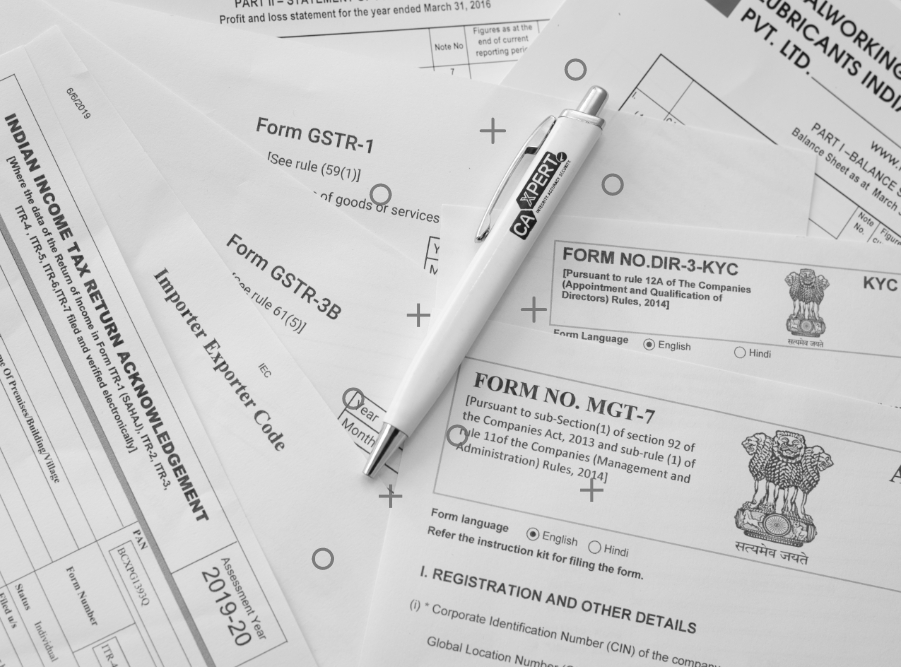 PART II – STATEMENT OF
Profit and loss statement for the year ended March 31, 2016
Note No
Figures as at the
end of current
reporting
7
ALWORKING
LUBRICANTS INDIA
PVT. LTD.
www.
PART I –BALANCE S
Balance Sheet as at March
Note
No.
6/6/2019
INDIAN INCOME TAX RETURN ACKNOWLEDGEMENT
[Where the data of the Return of Income in Form ITR-1 (SAHAJ), ITR-2, ITR-3,
ITR-4, ITR-5, ITR-6,ITR-7 filed and verified electronically]
Of Premises/Building/Village
PAN
BCXPG1393Q
Form Number
Status
Individual
Filed u/s
Assessment Year
2019-20
Form GSTR-1
[See rule (59(1)]
of goods or services
Form GSTR-3B
rule 61(5)]
Year
Month
Importer Exporter Code
IEC
CA XPERT
FORM NO.DIR-3-KYC
[Pursuant to rule 12A of The Companies
(Appointment and Qualification of
Directors) Rules, 2014]
सत्यमेव जयते
KYC
Form Language
English
Hindi
FORM NO. MGT-7
[Pursuant to sub-Section(1) of section 92 of
the Companies Act, 2013 and sub-rule (1) of
rule 11of the Companies (Management and
Administration) Rules, 2014]
सत्यमेव जयते
Form language
English
Hindi
Refer the instruction kit for filing the form.
I. REGISTRATION AND OTHER DETAILS
(i) * Corporate Identification Number (CIN) of the company
Global Location Number